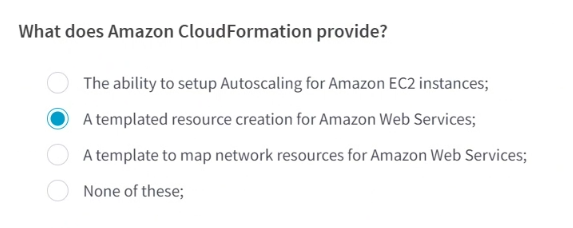 What does Amazon CloudFormation provide?
The ability to setup Autoscaling for Amazon EC2 instances;
A templated resource creation for Amazon Web Services;
A template to map network resources for Amazon Web Services;
None of these;